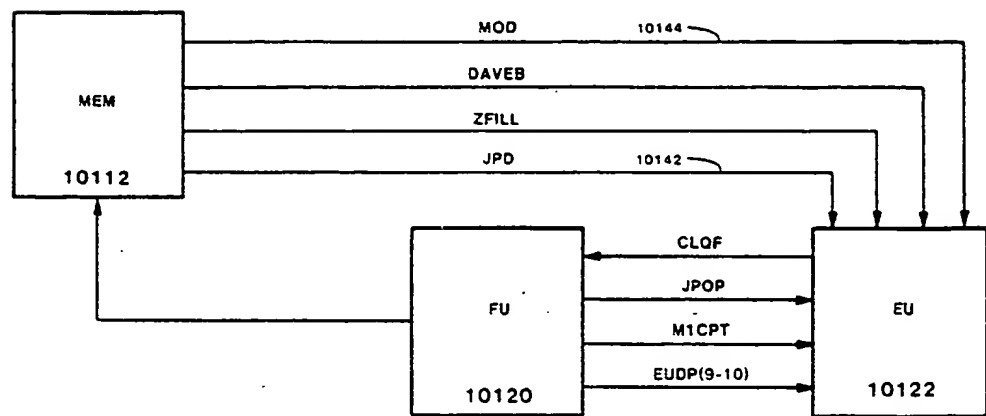 MOD
10144
DAVEB
MEM
ZFILL
JPD
10142
10112
CLQF
JPOP
FU
EU
M1CPT
EUDP(9-10)
10120
10122